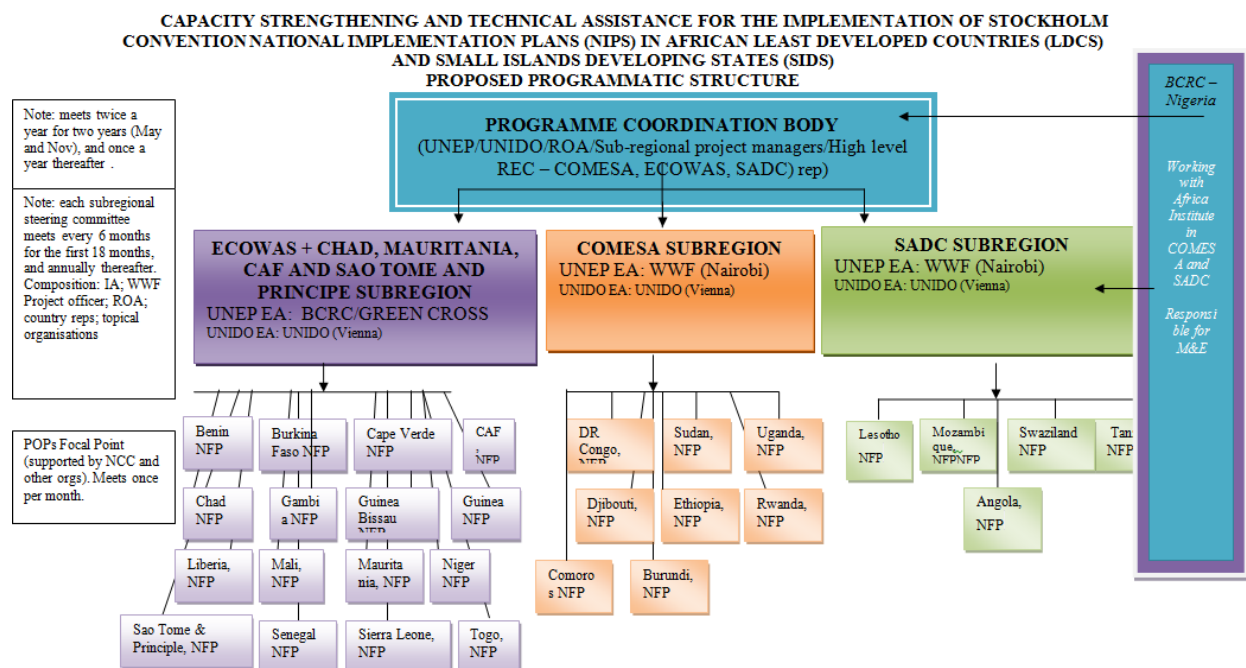 CAPACITY STRENGTHENING AND TECHNICAL ASSISTANCE FOR THE IMPLEMENTATION OF STOCKHOLM
CONVENTION NATIONAL IMPLEMENTATION PLANS (NIPS) IN AFRICAN LEAST DEVELOPED COUNTRIES (LDCS)
AND SMALL ISLANDS DEVELOPING STATES (SIDS)
PROPOSED PROGRAMMATIC STRUCTURE
Note: meets twice a
year for two years (May
and Nov), and once a
year thereafter .
Note: each subregional
steering committee
meets every 6 months
for the first 18 months,
and annually thereafter.
Composition: IA; WWF
Project officer; ROA;
country reps; topical
organisations
POPs Focal Point
(supported by NCC and
other orgs). Meets once
per month.
PROGRAMME COORDINATION BODY
(UNEP/UNIDO/ROA/Sub-regional project managers/High level
REC – COMESA, ECOWAS, SADC) rep)
BCRC –
Nigeria
Working
with
Africa
Institute
in
COMES
A and
SADC
Responsi
ble for
M&E
ECOWAS + CHAD, MAURITANIA,
CAF AND SAO TOME AND
PRINCIPE SUBREGION
UNEP EA: BCRC/GREEN CROSS
UNIDO EA: UNIDO (Vienna)
COMESA SUBREGION
UNEP EA: WWF (Nairobi)
UNIDO EA: UNIDO (Vienna)
SADC SUBREGION
UNEP EA: WWF (Nairobi)
UNIDO EA: UNIDO (Vienna)
Benin
NFP
Burkina
Faso NFP
Cape Verde
NFP
CAF
, NFP
Chad
NFP
Gambi
a NFP
Guinea
Bissau
NFP
Guinea
NFP
Liberia,
NFP
Mali,
NFP
Maurita
nia, NFP
Niger
NFP
Sao Tome &
Principle, NFP
Senegal
NFP
Sierra Leone,
NFP
Togo,
NFP
DR
Congo,
NFP
Sudan,
NFP
Uganda,
NFP
Djibouti,
NFP
Ethiopia,
NFP
Rwanda,
NFP
Comoro
s NFP
Burundi,
NFP
Lesotho
NFP
Mozambi
que, NFPNFP
Swaziland
NFP
NFP
Angola,
NFP